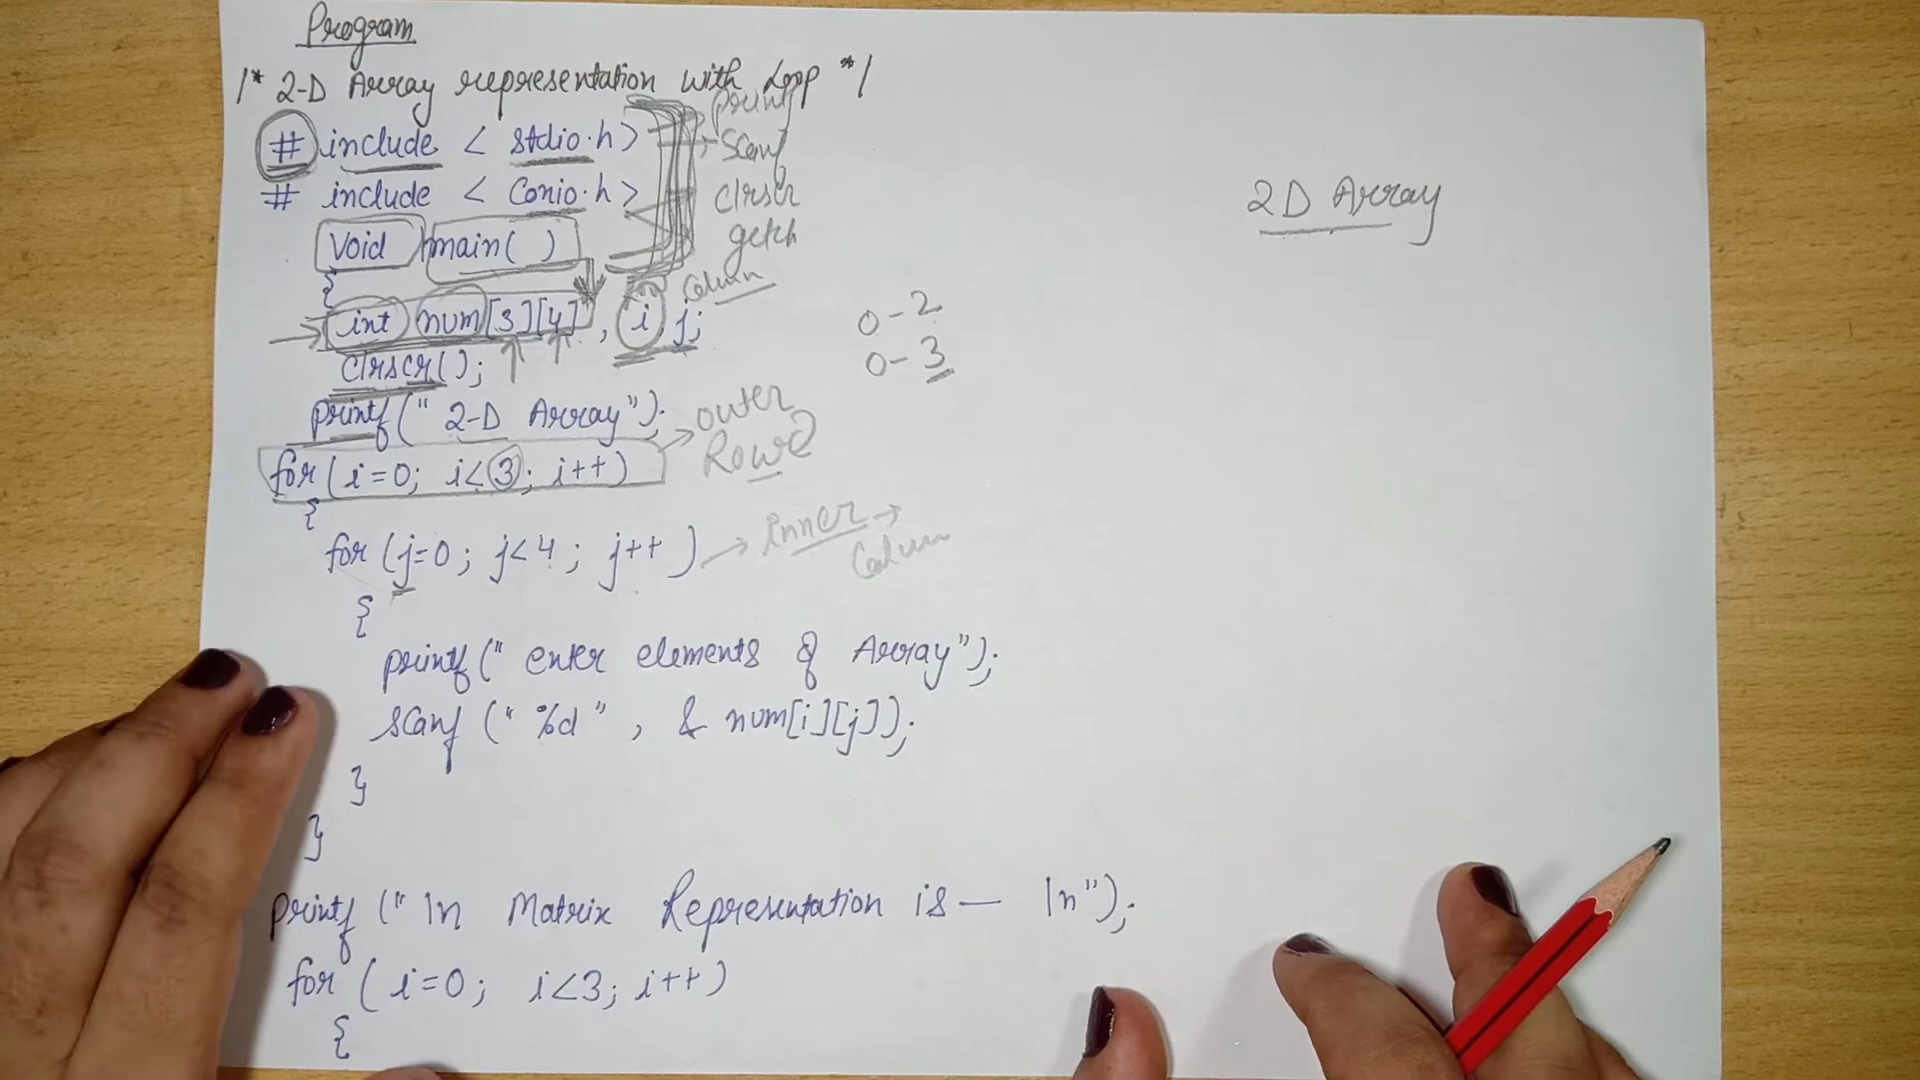 Program
/* 2-D Array representation with Loop */
# include < stdio.h >
printf
scanf
# include < Conio.h >
clrscr
getch
Void main( )
{
Column
int num[3][4] , i j;
clrscr();
printf(" 2-D Array");
for( i=0; i<3; i++)
{
for (j=0; j<4; j++)
{
printf(" enter elements of Array");
scanf (" %d ", & num[i][j]);
}
}
printf (" \n Matrix Representation is — \n");
for ( i=0; i<3; i++)
{
outer
Inner →
2D Array
0-2
0-3